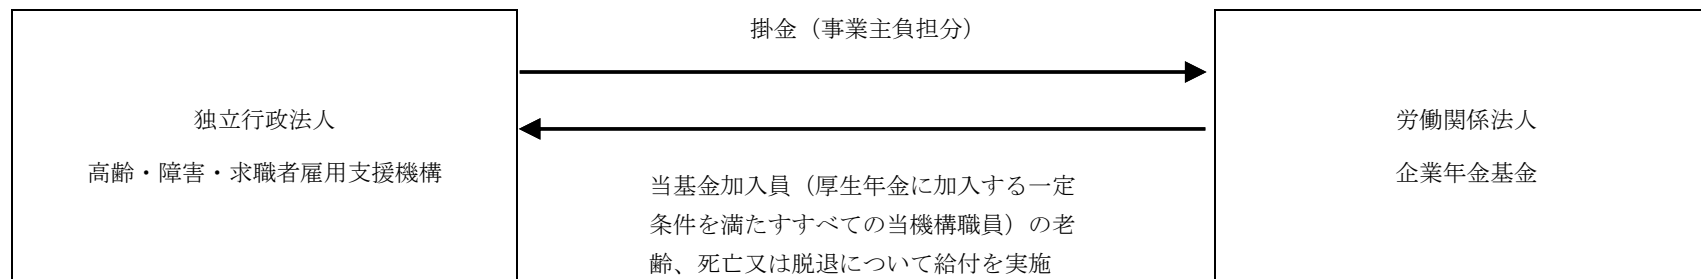 掛金（事業主負担分）
独立行政法人
高齢・障害・求職者雇用支援機構
当基金加入員（厚生年金に加入する一定
条件を満たすすべての当機構職員）の老
齢、死亡又は脱退について給付を実施
労働関係法人
企業年金基金